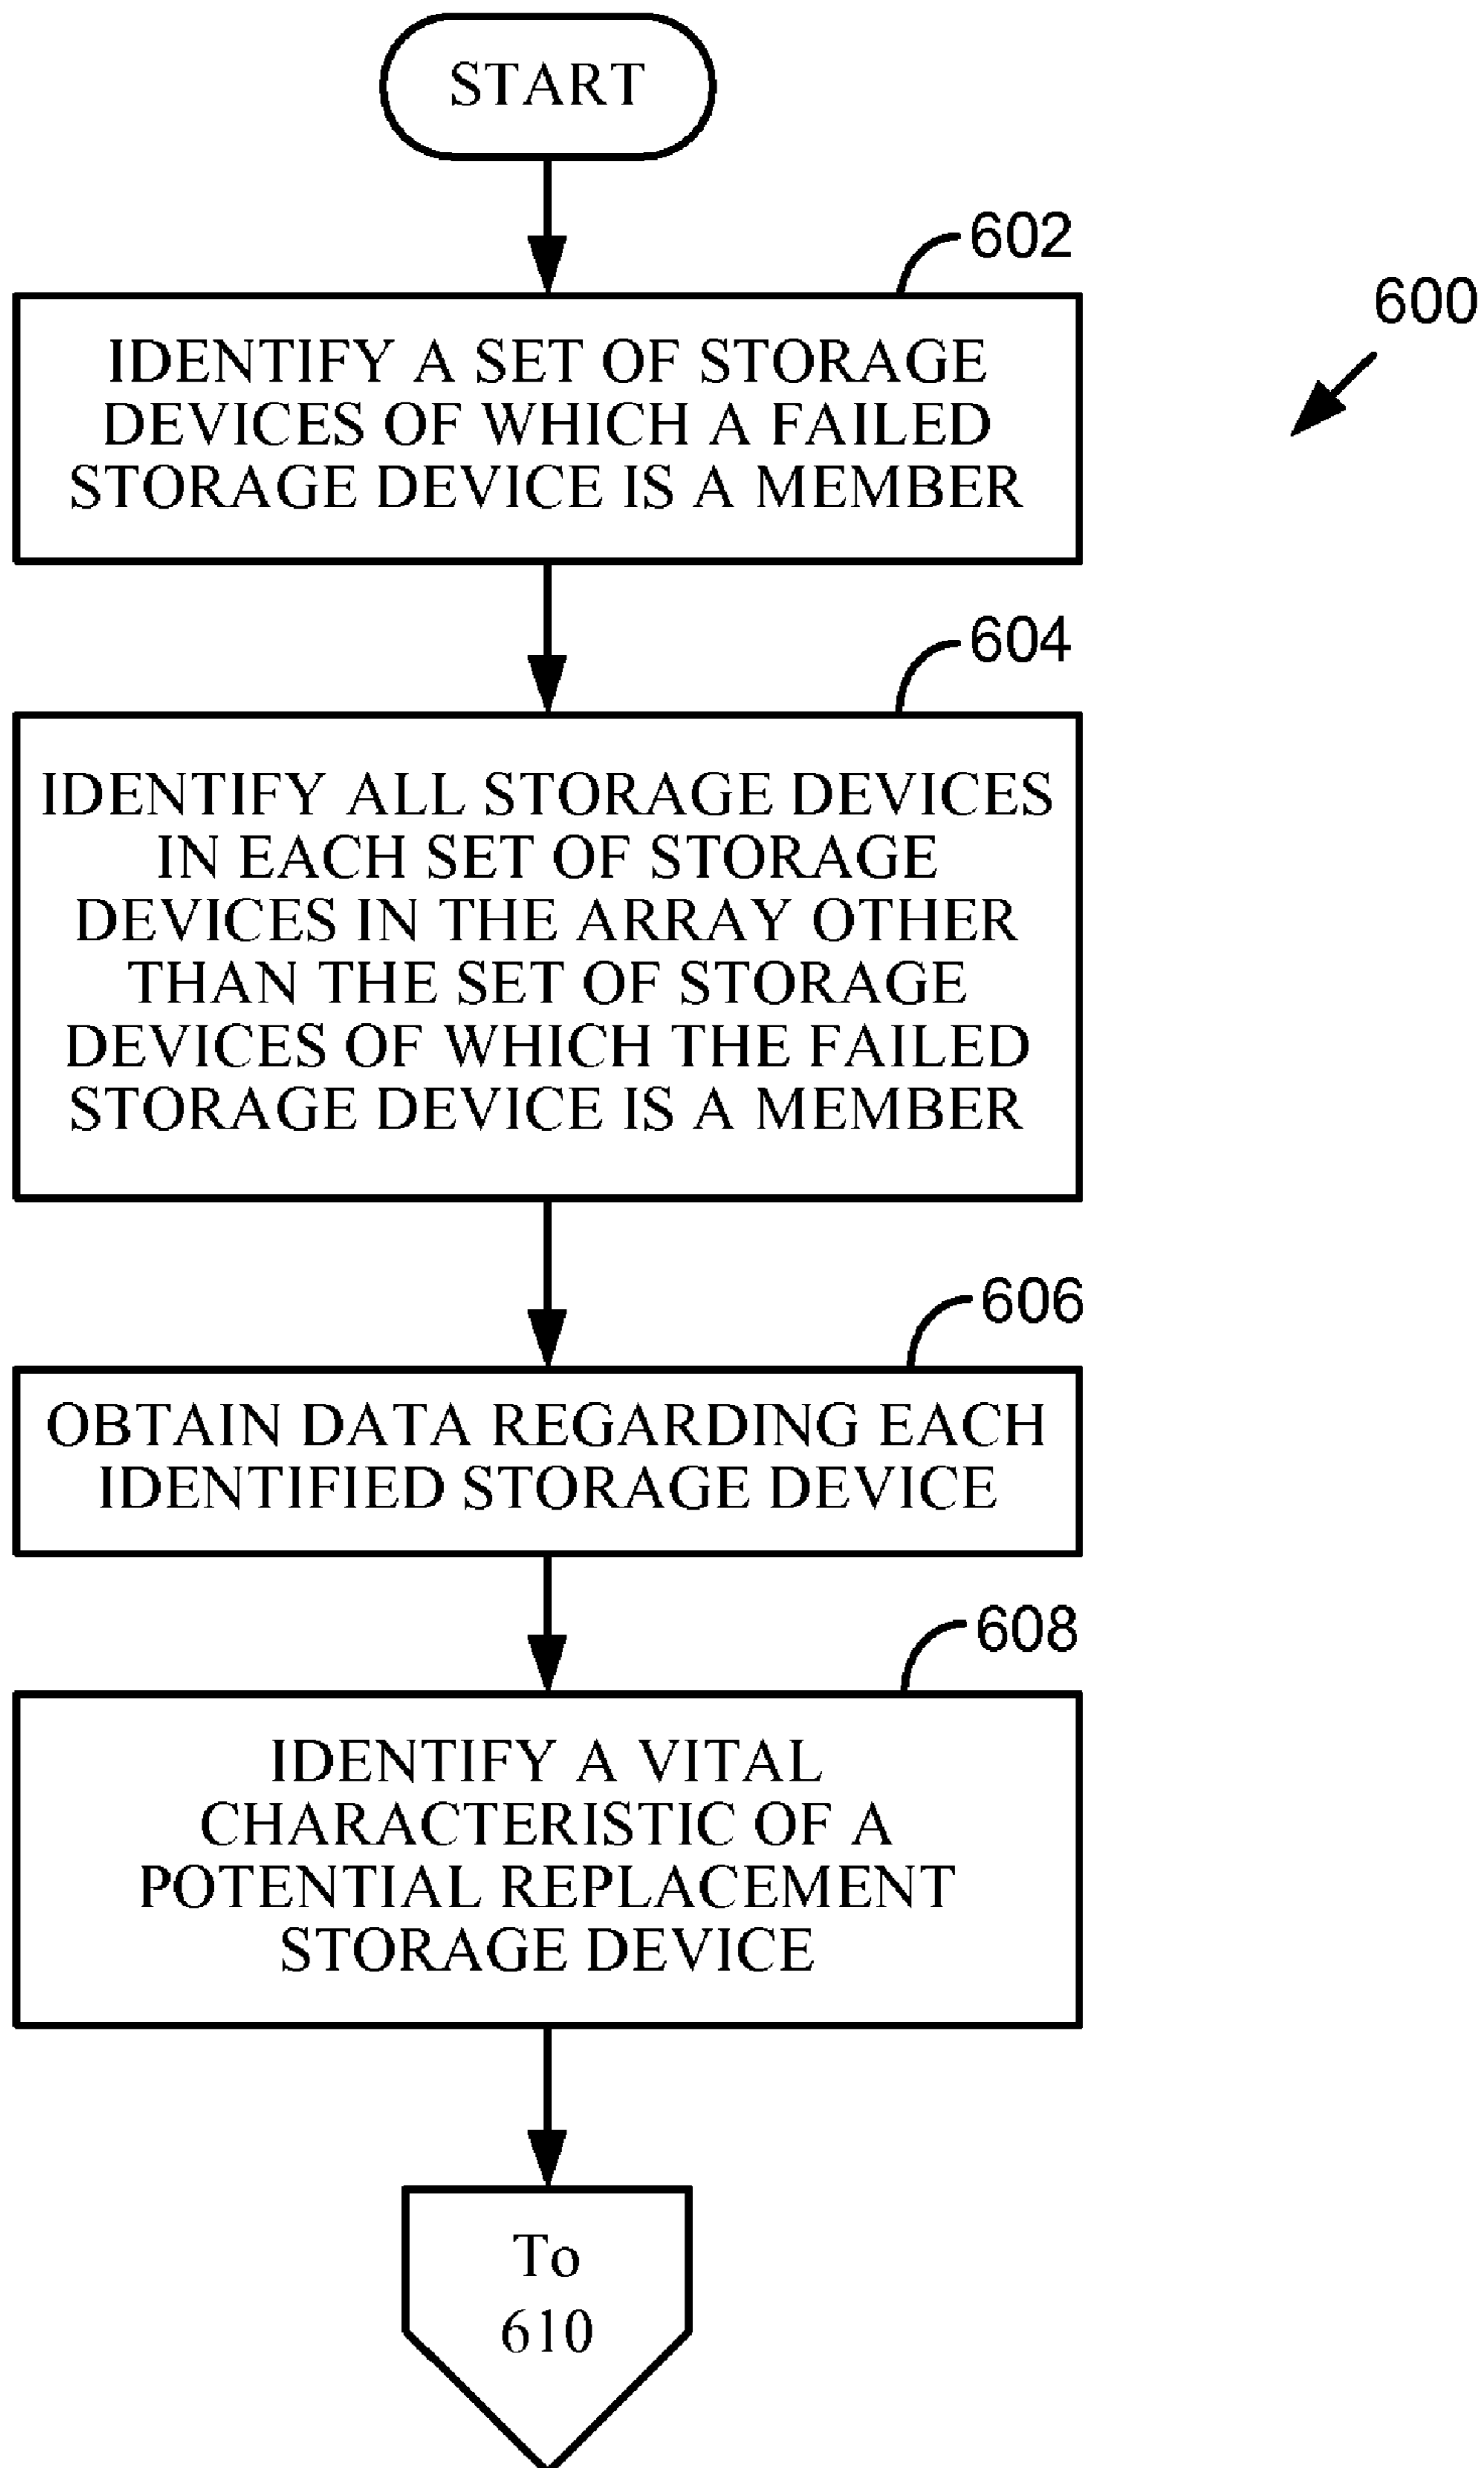 START
602
600
IDENTIFY A SET OF STORAGE
DEVICES OF WHICH A FAILED
STORAGE DEVICE IS A MEMBER
604
IDENTIFY ALL STORAGE DEVICES
IN EACH SET OF STORAGE
DEVICES IN THE ARRAY OTHER
THAN THE SET OF STORAGE
DEVICES OF WHICH THE FAILED
STORAGE DEVICE IS A MEMBER
606
OBTAIN DATA REGARDING EACH
IDENTIFIED STORAGE DEVICE
608
IDENTIFY A VITAL
CHARACTERISTIC OF A
POTENTIAL REPLACEMENT
STORAGE DEVICE
To
610